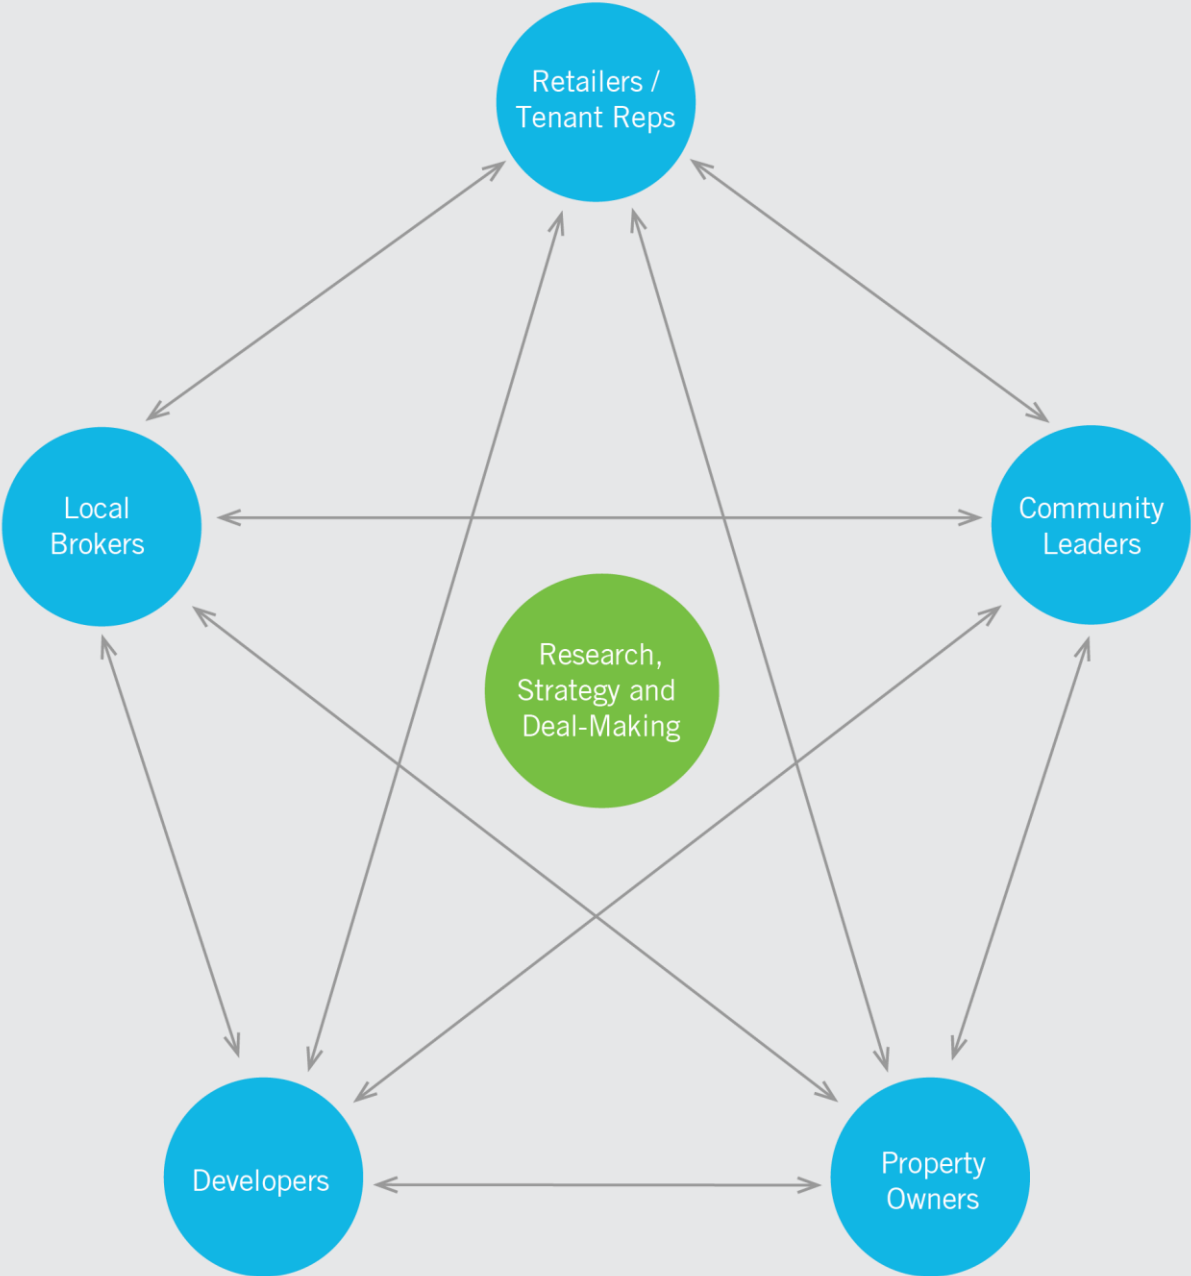 Retailers /
Tenant Reps
Local
Brokers
Community
Leaders
Research,
Strategy and
Deal-Making
Developers
Property
Owners